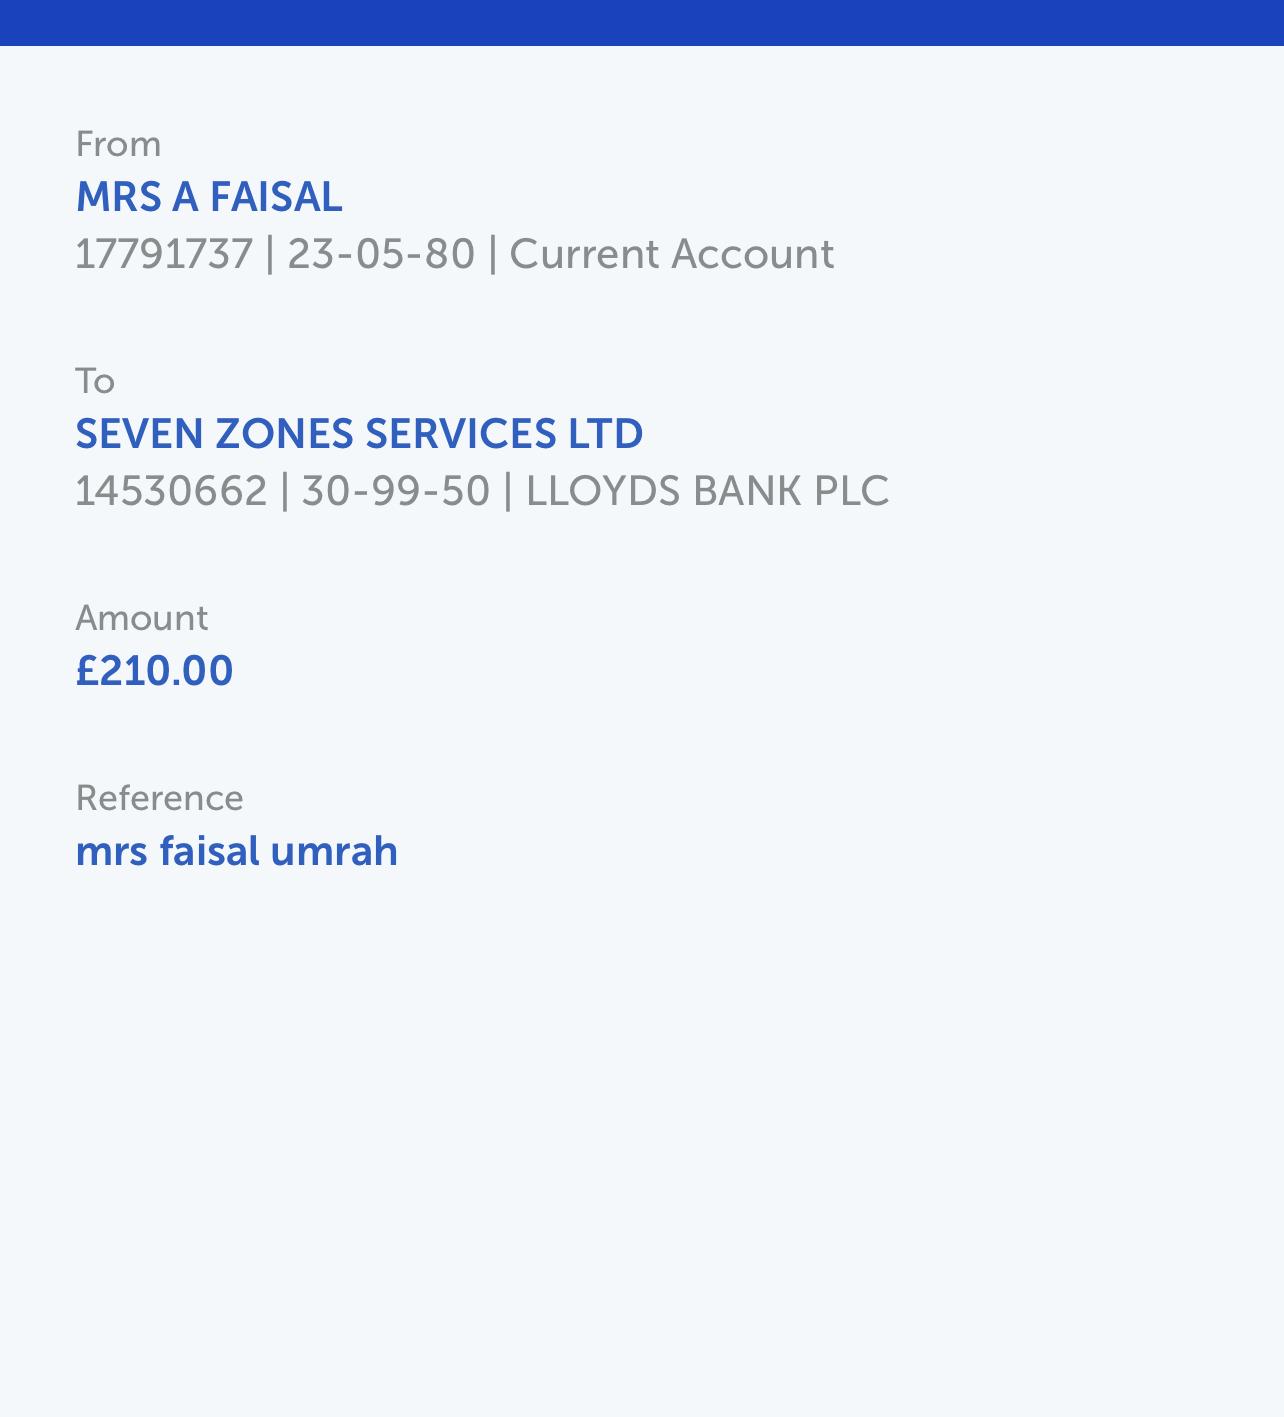 From
MRS A FAISAL
17791737 | 23-05-80 | Current Account
To
SEVEN ZONES SERVICES LTD
14530662 | 30-99-50 | LLOYDS BANK PLC
Amount
£210.00
Reference
mrs faisal umrah